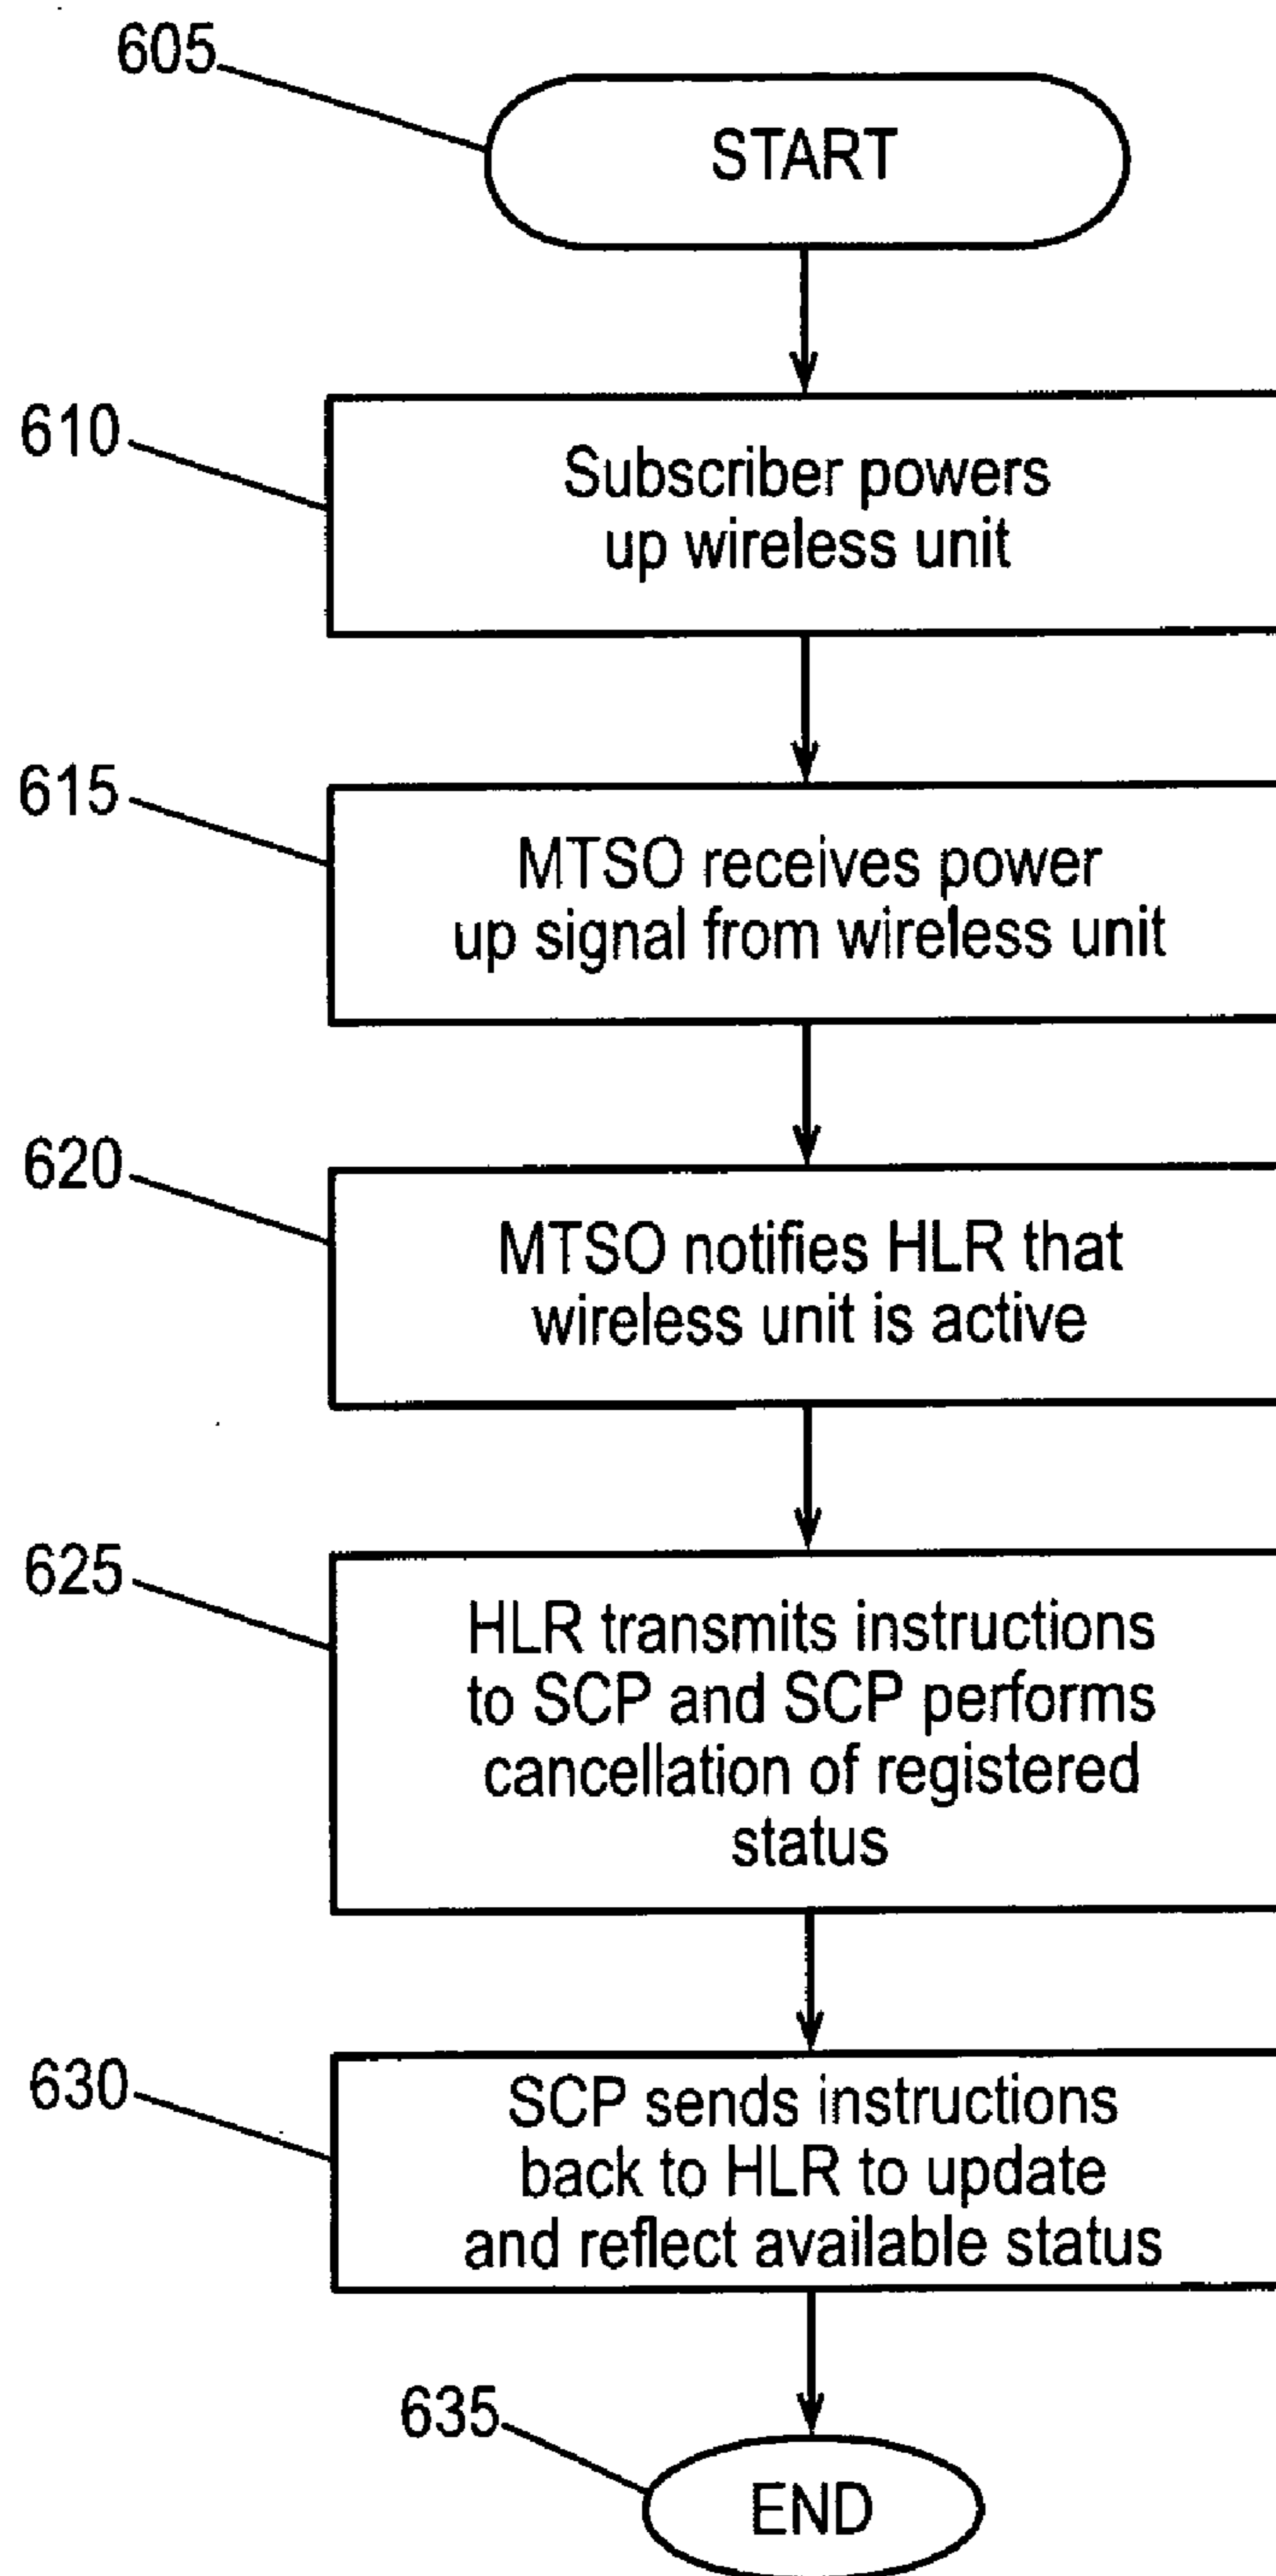 605
START
610
Subscriber powers
up wireless unit
615
MTSO receives power
up signal from wireless unit
620
MTSO notifies HLR that
wireless unit is active
625
HLR transmits instructions
to SCP and SCP performs
cancellation of registered
status
630
SCP sends instructions
back to HLR to update
and reflect available status
635
END